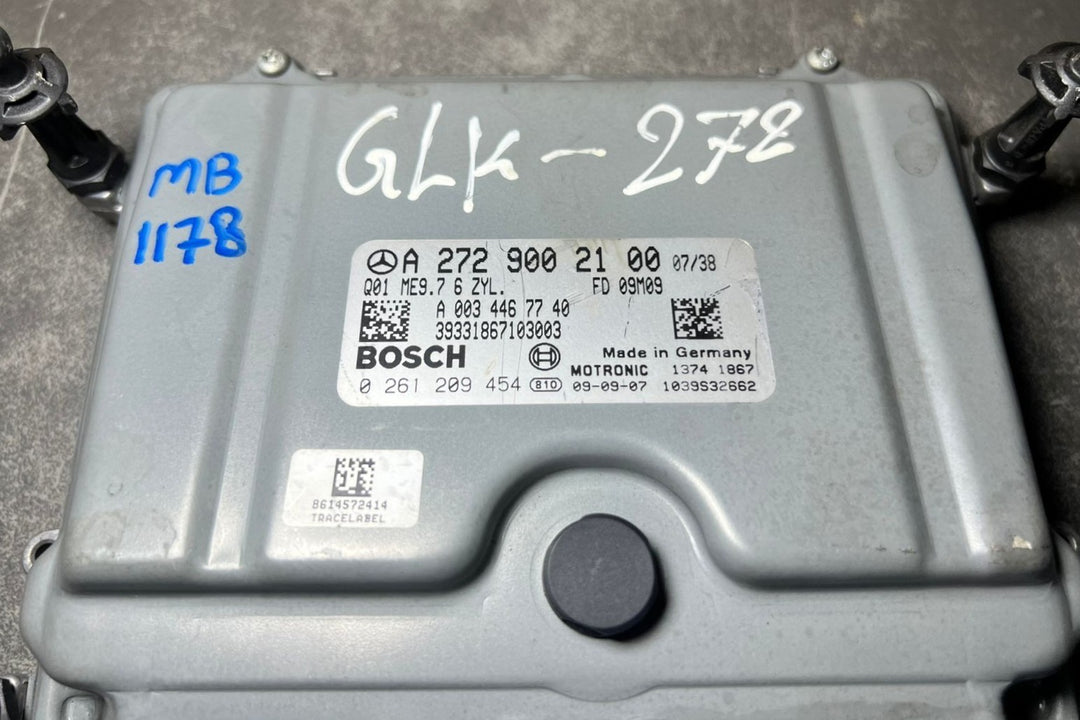 GLK - 272
MB
1178
A 272 900 21 00 07/38
Q01 ME9.7 6 ZYL. FD 09M09
A 003 446 77 40
39331867103003
BOSCH Made in Germany
MOTRONIC 1374 1867
0 261 209 454 810 09-09-07 1039S32662
8614572414
TRACELABEL